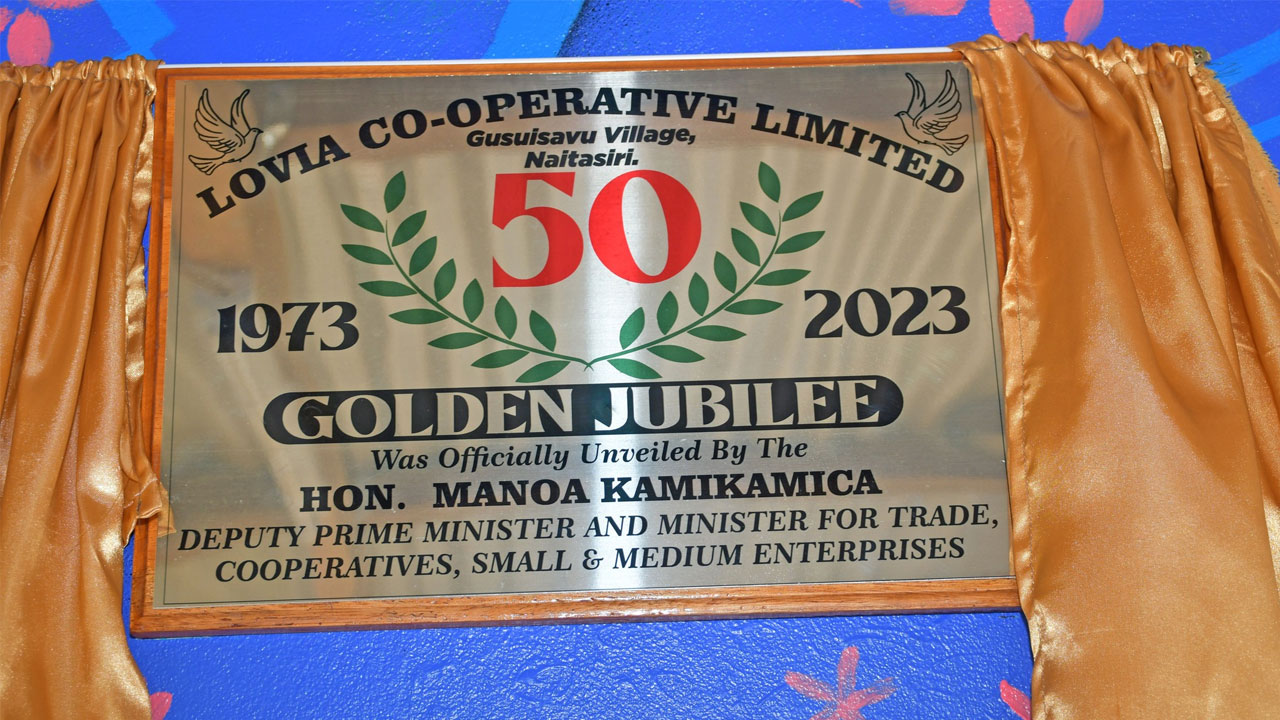 LOVIA CO-OPERATIVE LIMITED
Gusuisavu Village,
Naitasiri.
50
1973 2023
GOLDEN JUBILEE
Was Officially Unveiled By The
HON. MANOA KAMIKAMICA
DEPUTY PRIME MINISTER AND MINISTER FOR TRADE,
COOPERATIVES, SMALL & MEDIUM ENTERPRISES